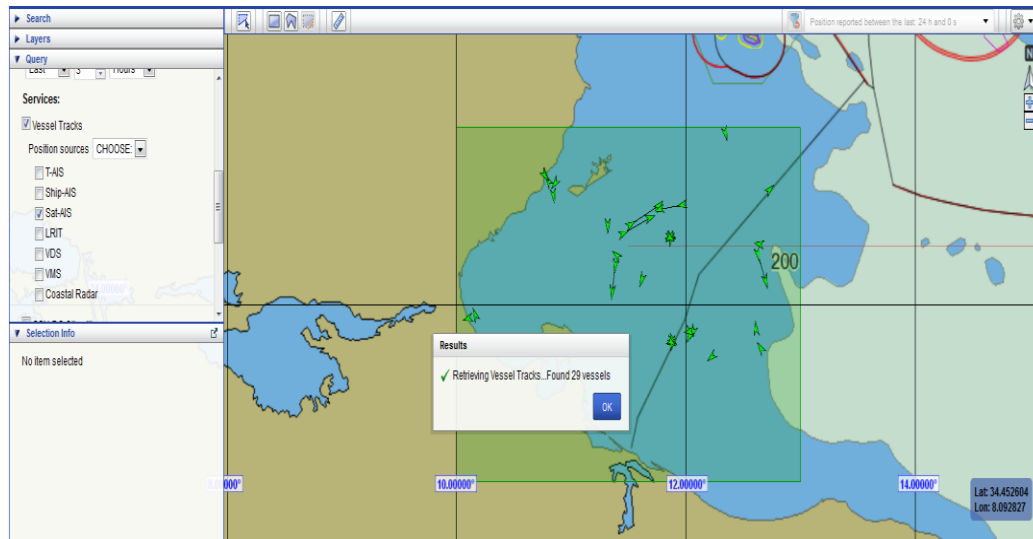 Search
Position reported between the last: 24 h and 0 s
Layers
Query
Last 3 Hours
N
Services:
Vessel Tracks
Position sources CHOOSE:
T-AIS
Ship-AIS
Sat-AIS
LRIT
VDS
VMS
Coastal Radar
200
Selection Info
No item selected
Results
Retrieving Vessel Tracks...Found 29 vessels
OK
10.00000°
12.00000°
14.00000°
Lat: 34.452604
Lon: 8.092827